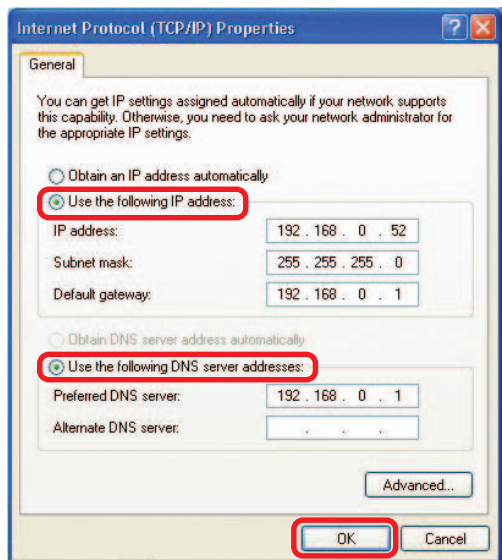 Internet Protocol (TCP/IP) Properties
General
You can get IP settings assigned automatically if your network supports
this capability. Otherwise, you need to ask your network administrator for
the appropriate IP settings.
Obtain an IP address automatically
Use the following IP address:
IP address: 192 . 168 . 0 . 52
Subnet mask: 255 . 255 . 255 . 0
Default gateway: 192 . 168 . 0 . 1
Obtain DNS server address automatically
Use the following DNS server addresses:
Preferred DNS server: 192 . 168 . 0 . 1
Alternate DNS server: . . .
Advanced...
OK Cancel